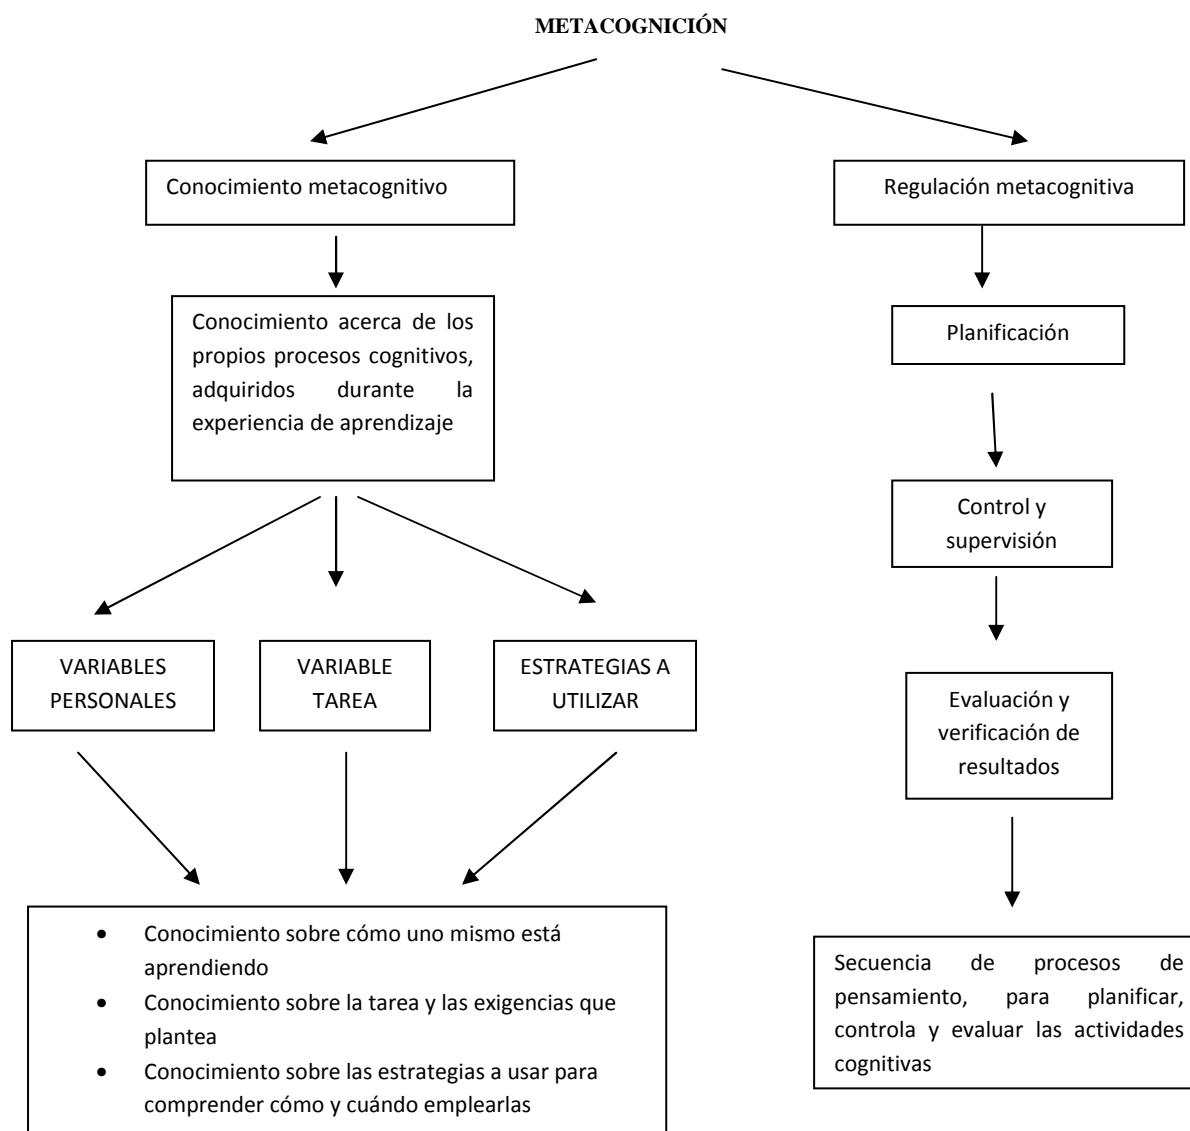 METACOGNICIÓN
Conocimiento metacognitivo
Regulación metacognitiva
Conocimiento acerca de los
propios procesos cognitivos,
adquiridos durante la
experiencia de aprendizaje
Planificación
Control y
supervisión
VARIABLES
PERSONALES
VARIABLE
TAREA
ESTRATEGIAS A
UTILIZAR
Evaluación y
verificación de
resultados
• Conocimiento sobre cómo uno mismo está
aprendiendo
• Conocimiento sobre la tarea y las exigencias que
plantea
• Conocimiento sobre las estrategias a usar para
comprender cómo y cuándo emplearlas
Secuencia de procesos de
pensamiento, para planificar,
controla y evaluar las actividades
cognitivas